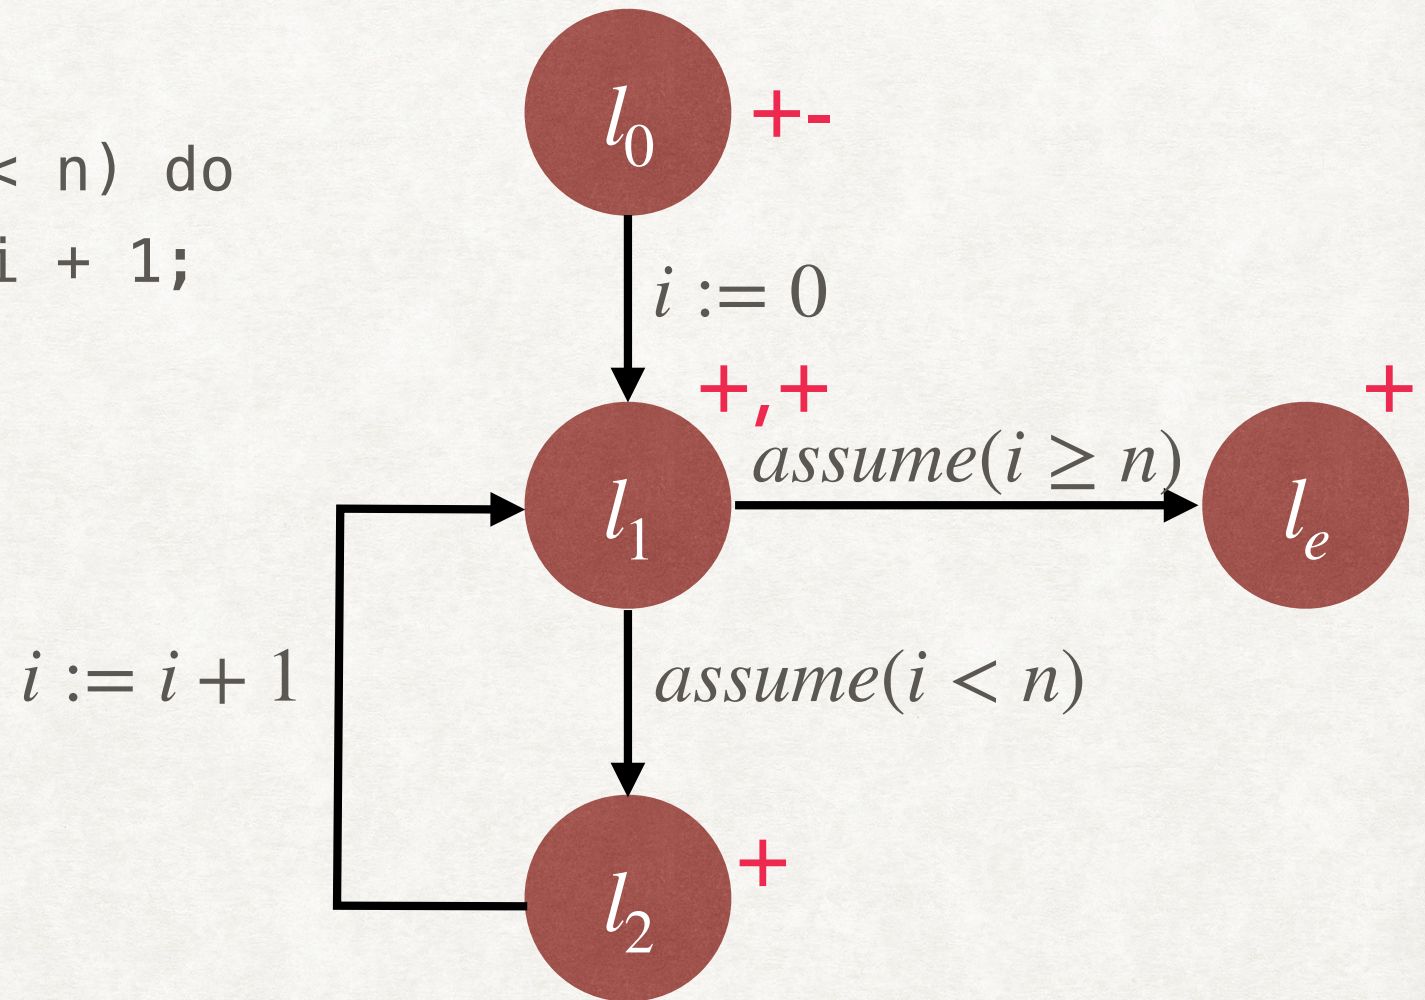 l₀ +-
< n) do
i + 1;
i := 0
+,+
+
assume(i ≥ n)
l₁
lₑ
i := i + 1
assume(i < n)
+
l₂